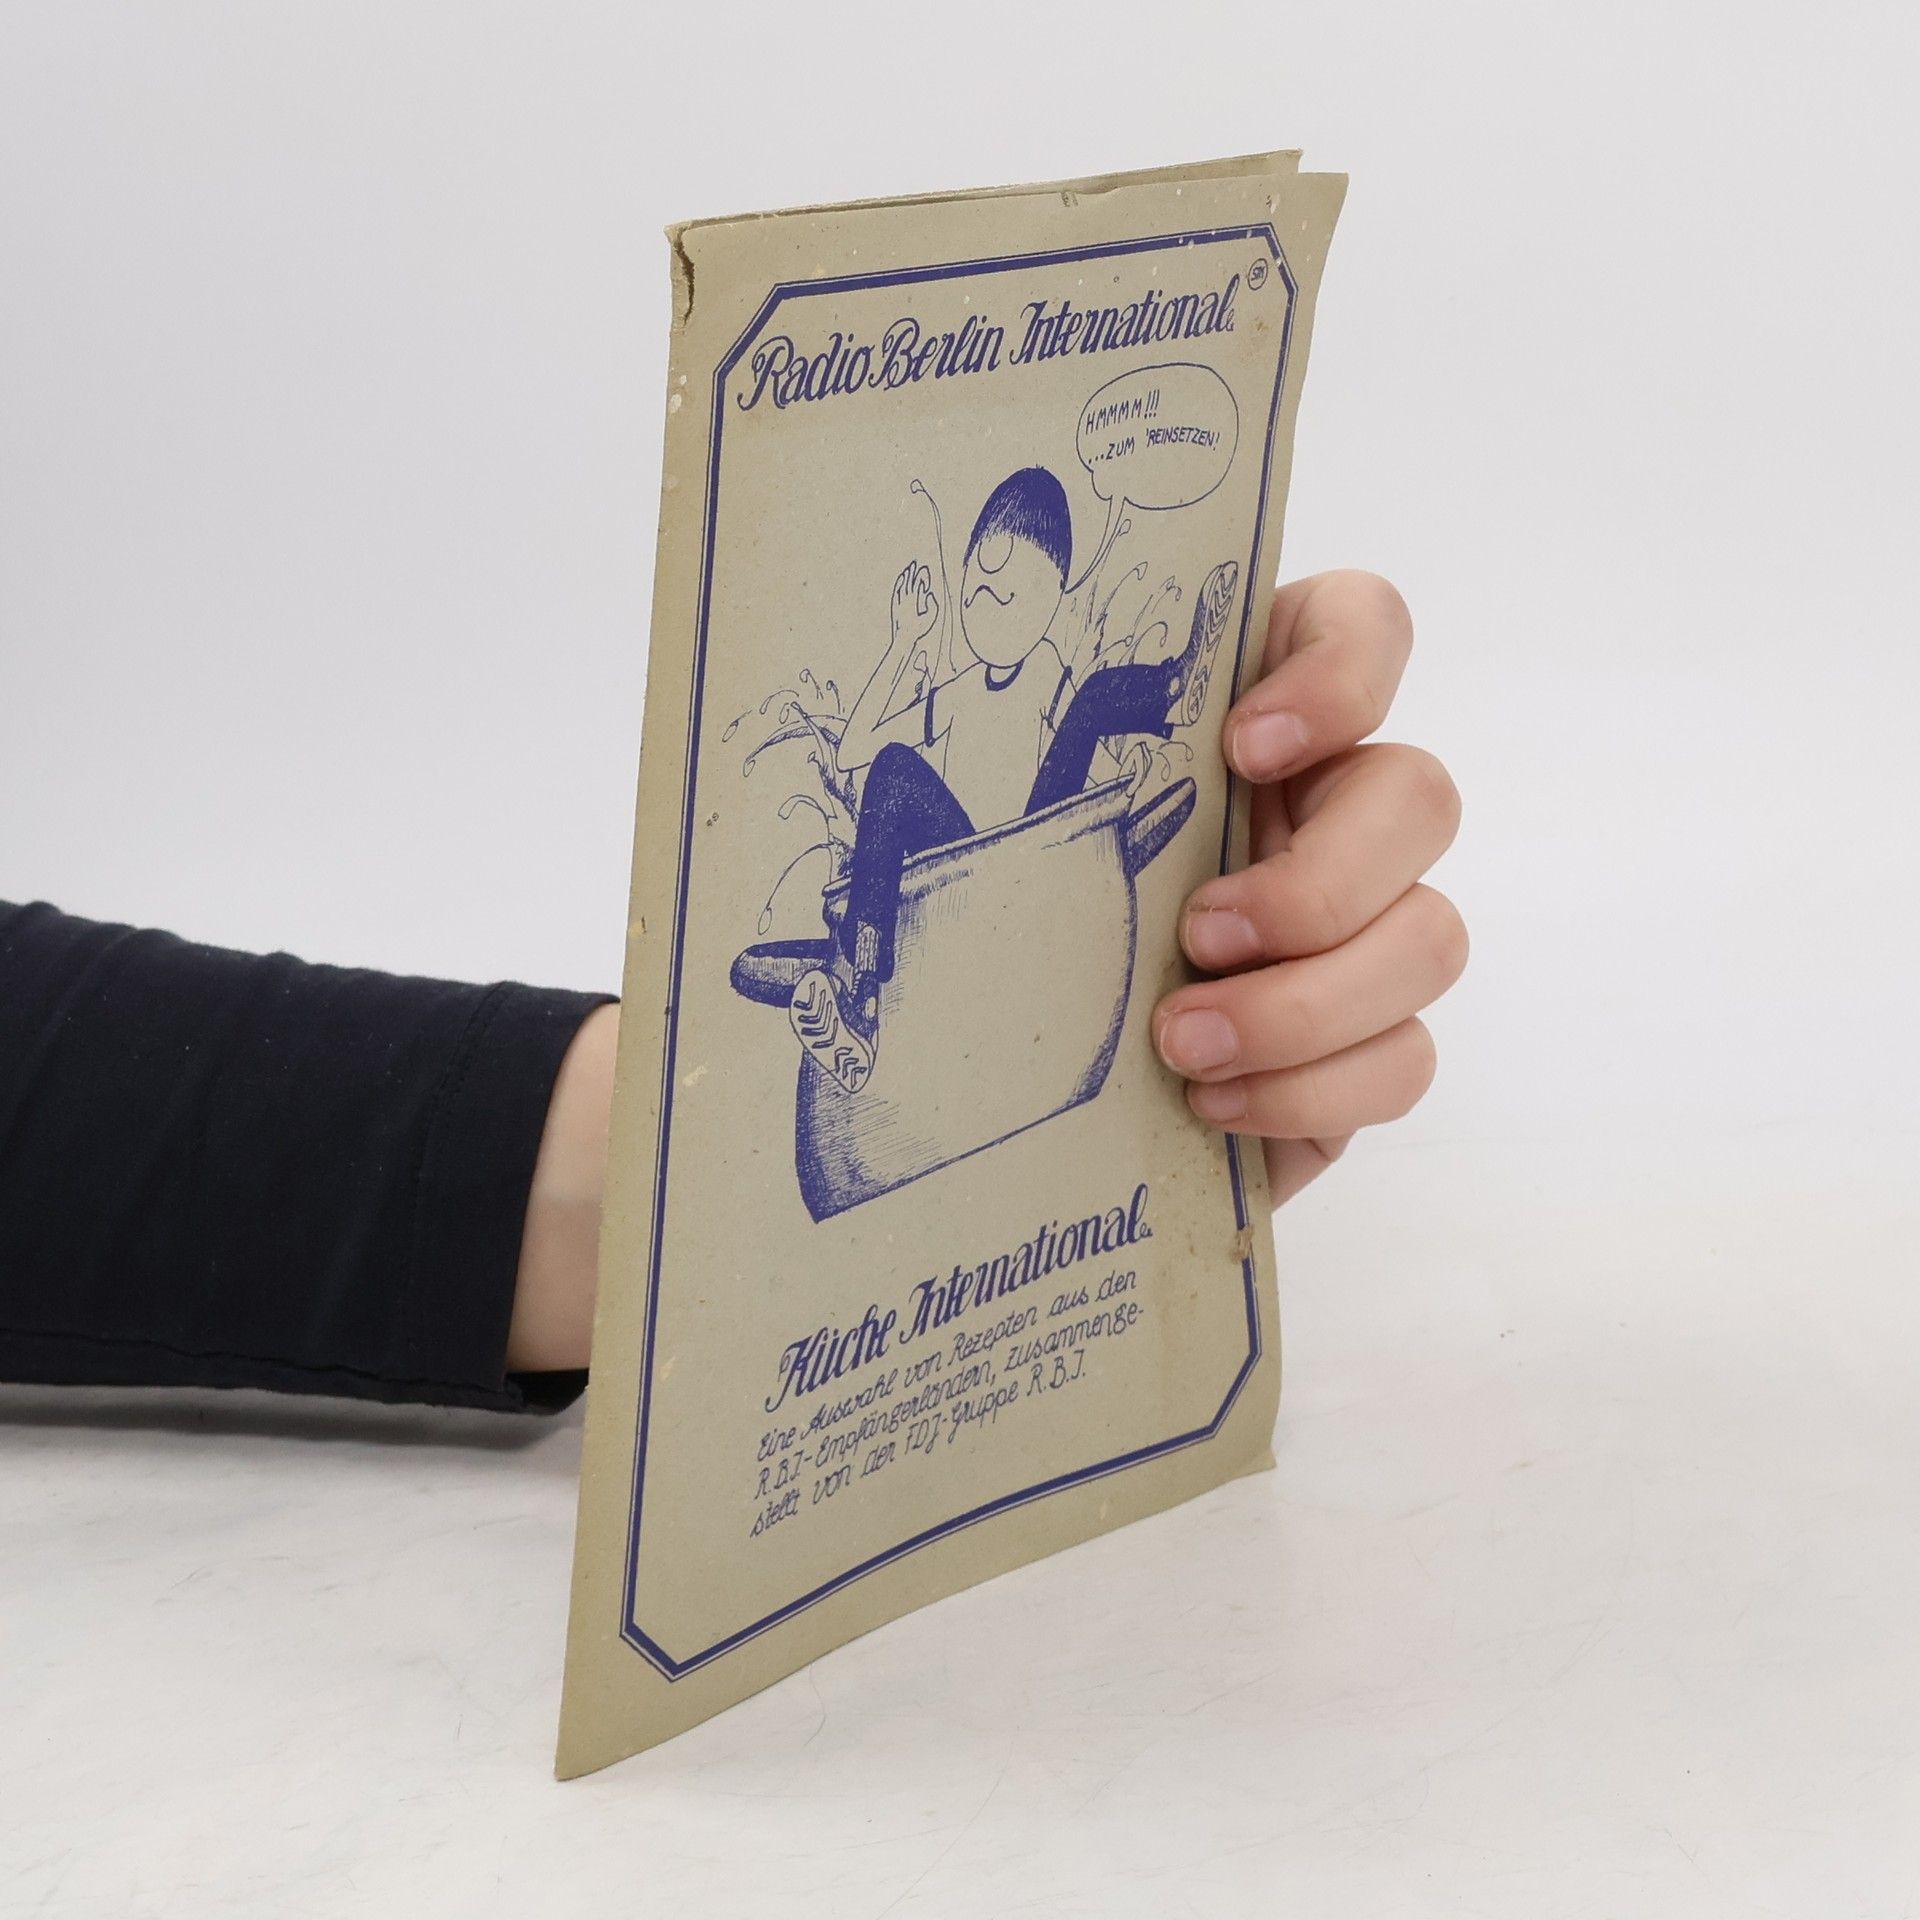 Radio Berlin International
HMMMM!!!
...ZUM 'REINSETZEN!
Küche International
Eine Auswahl von Rezepten aus den
R.B.I-Empfängerländern, zusammenge-
stellt von der FDJ-Gruppe R.B.I.